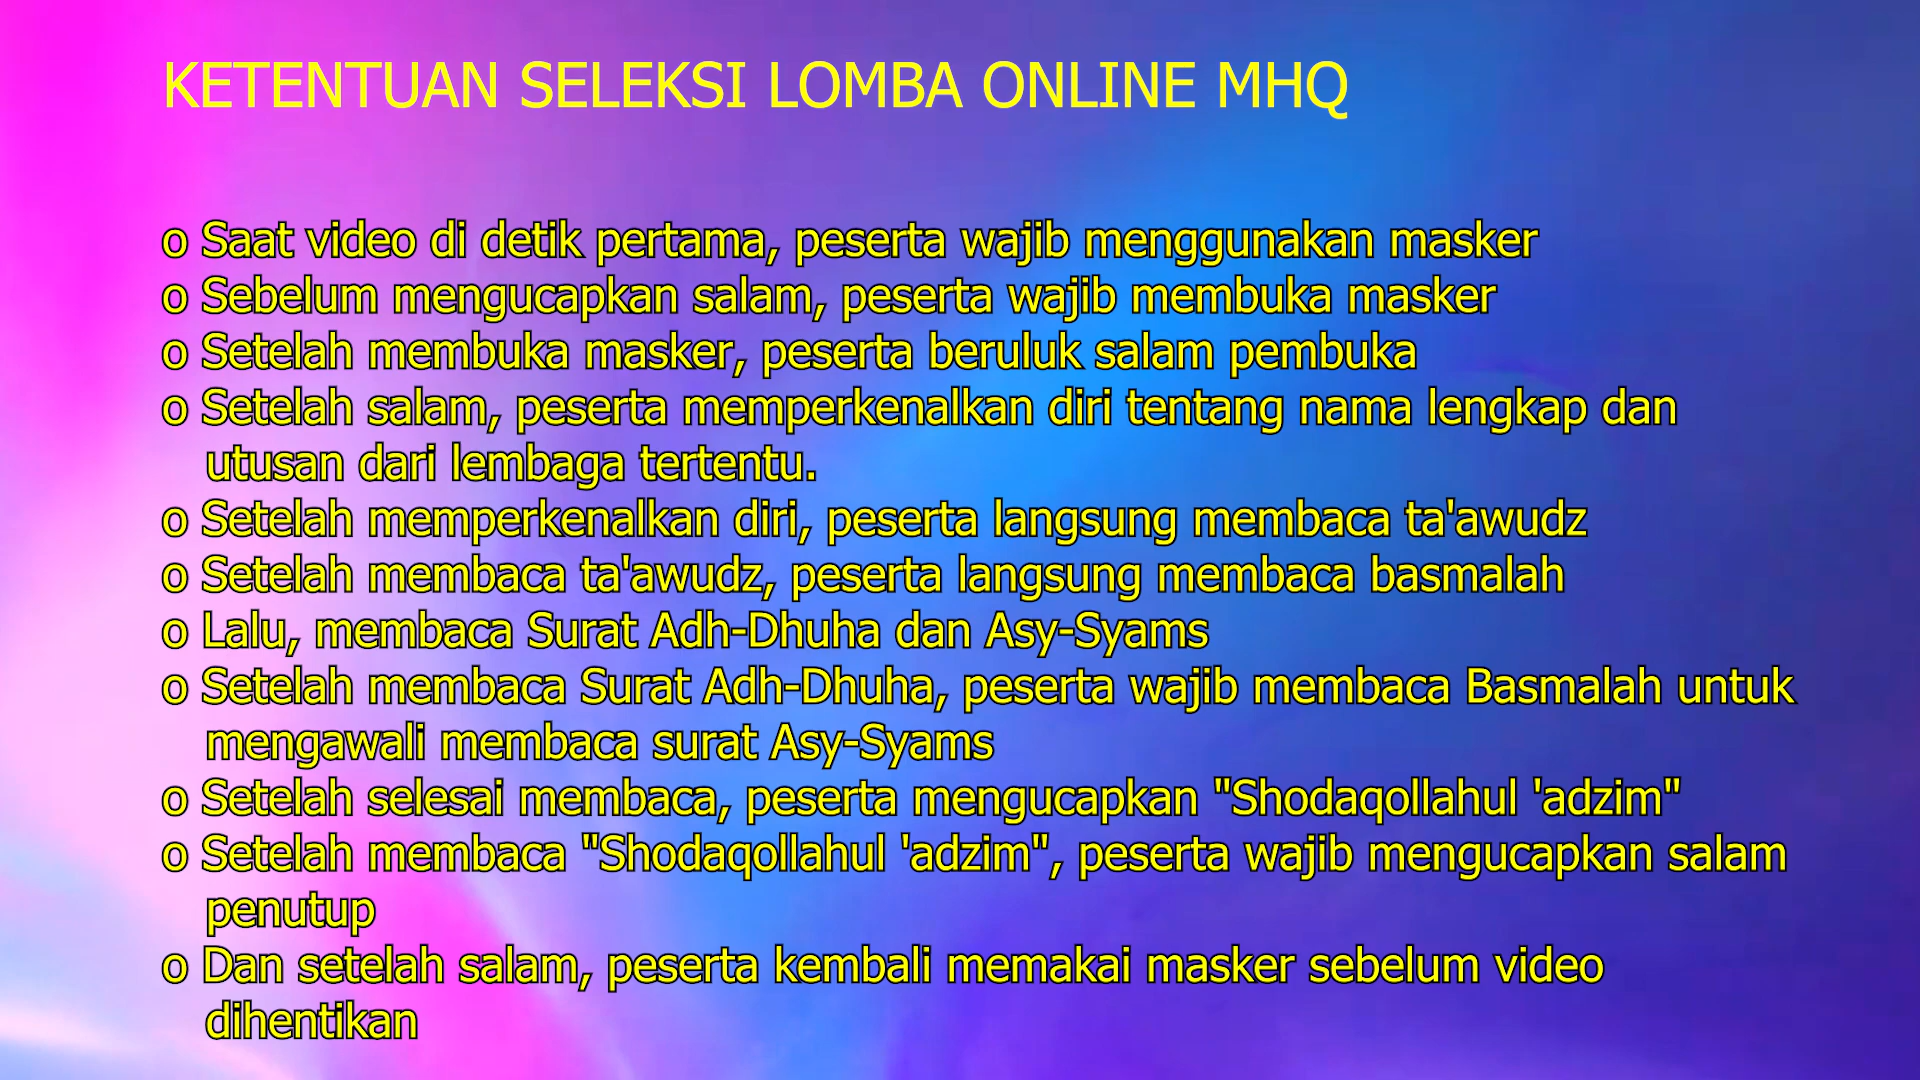 KETENTUAN SELEKSI LOMBA ONLINE MHQ
o Saat video di detik pertama, peserta wajib menggunakan masker
o Sebelum mengucapkan salam, peserta wajib membuka masker
o Setelah membuka masker, peserta beruluk salam pembuka
o Setelah salam, peserta memperkenalkan diri tentang nama lengkap dan
utusan dari lembaga tertentu.
o Setelah memperkenalkan diri, peserta langsung membaca ta'awudz
o Setelah membaca ta'awudz, peserta langsung membaca basmalah
o Lalu, membaca Surat Adh-Dhuha dan Asy-Syams
o Setelah membaca Surat Adh-Dhuha, peserta wajib membaca Basmalah untuk
mengawali membaca surat Asy-Syams
o Setelah selesai membaca, peserta mengucapkan "Shodaqollahul 'adzim"
o Setelah membaca "Shodaqollahul 'adzim", peserta wajib mengucapkan salam
penutup
o Dan setelah salam, peserta kembali memakai masker sebelum video
dihentikan